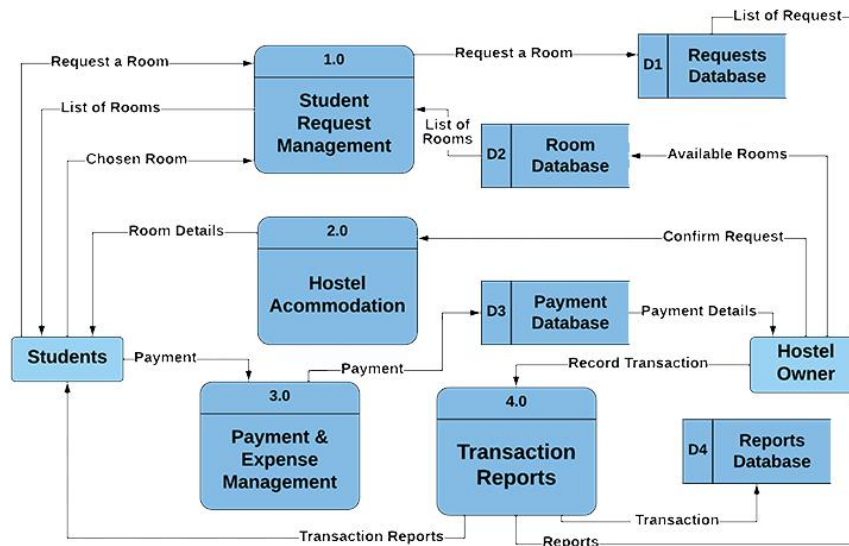 List of Request
Request a Room
1.0
Request a Room
D1
Requests
Database
List of Rooms
Student
Request
Management
List of
Rooms
D2
Room
Database
Available Rooms
Chosen Room
Room Details
2.0
Confirm Request
Hostel
Acommodation
D3
Payment
Database
Payment Details
Students
Payment
Payment
Record Transaction
Hostel
Owner
3.0
4.0
Payment &
Expense
Management
Transaction
Reports
D4
Reports
Database
Transaction
Transaction Reports
Reports